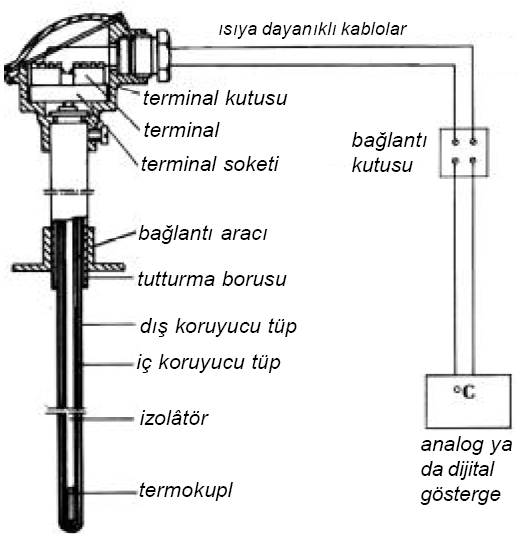 ısıya dayanıklı kablolar
terminal kutusu
terminal
terminal soketi
bağlantı
kutusu
bağlantı aracı
tutturma borusu
dış koruyucu tüp
iç koruyucu tüp
°C
izolâtör
analog ya
da dijital
gösterge
termokupl